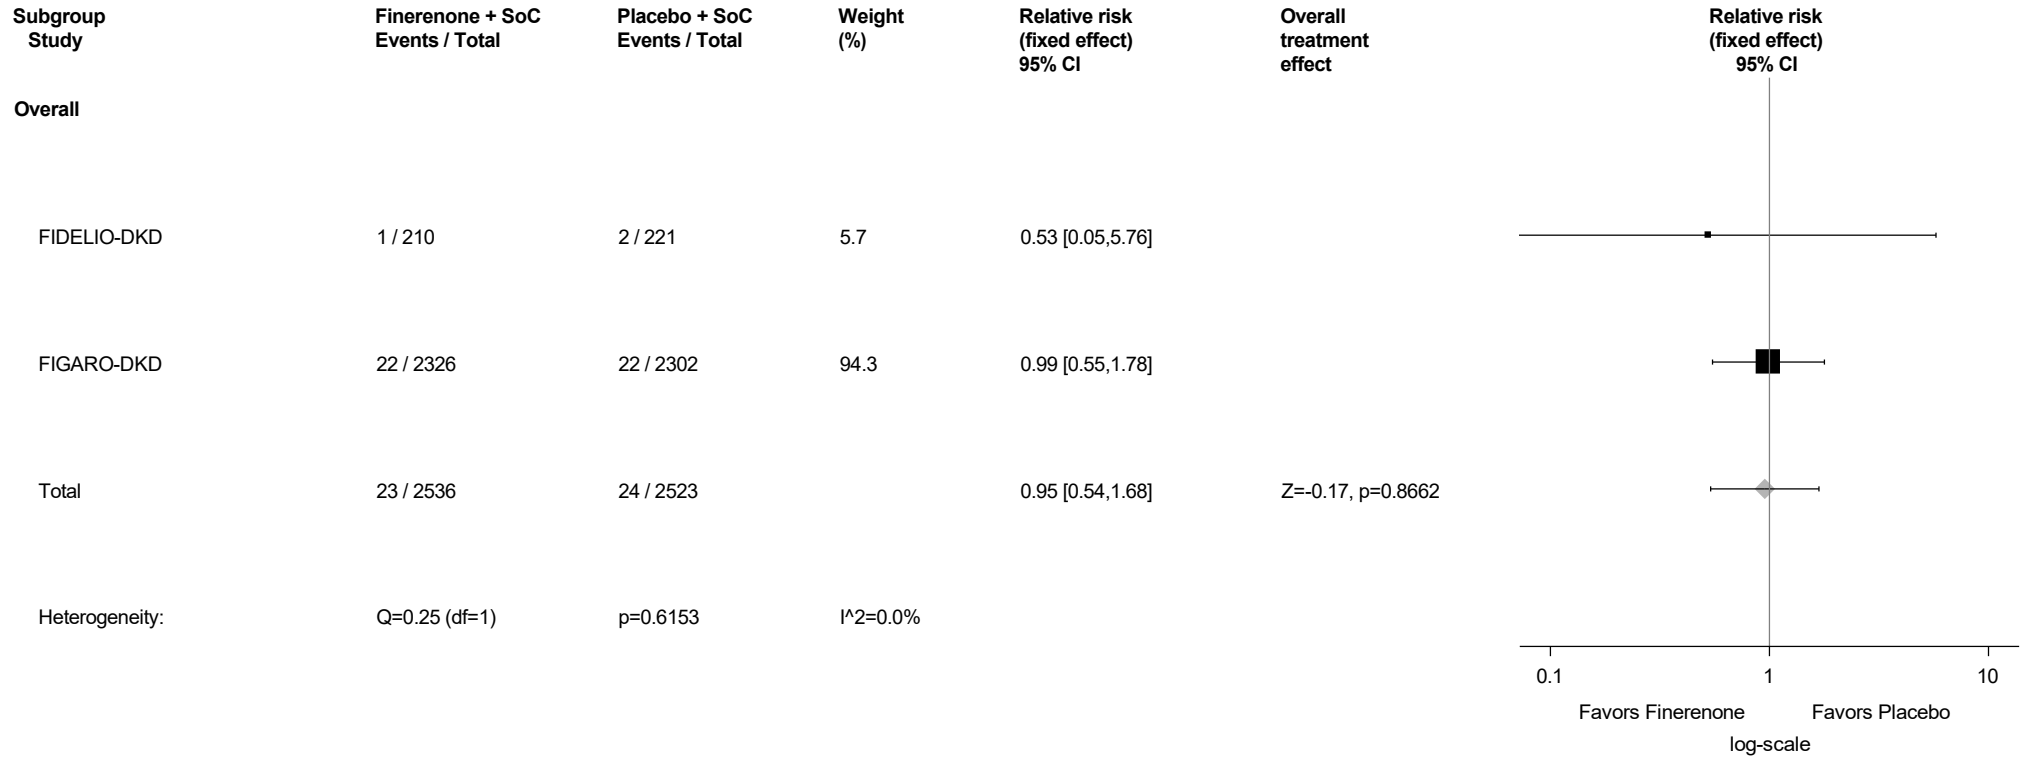 Subgroup Finerenone + SoC Placebo + SoC Weight Relative risk Overall Relative risk
Study Events / Total Events / Total (%) (fixed effect) treatment (fixed effect)
95% CI effect 95% CI
Overall
FIDELIO-DKD 1 / 210 2 / 221 5.7 0.53 [0.05,5.76]
FIGARO-DKD 22 / 2326 22 / 2302 94.3 0.99 [0.55,1.78]
Total 23 / 2536 24 / 2523 0.95 [0.54,1.68] Z=-0.17, p=0.8662
Heterogeneity: Q=0.25 (df=1) p=0.6153 I^2=0.0%
0.1 1 10
Favors Finerenone Favors Placebo
log-scale